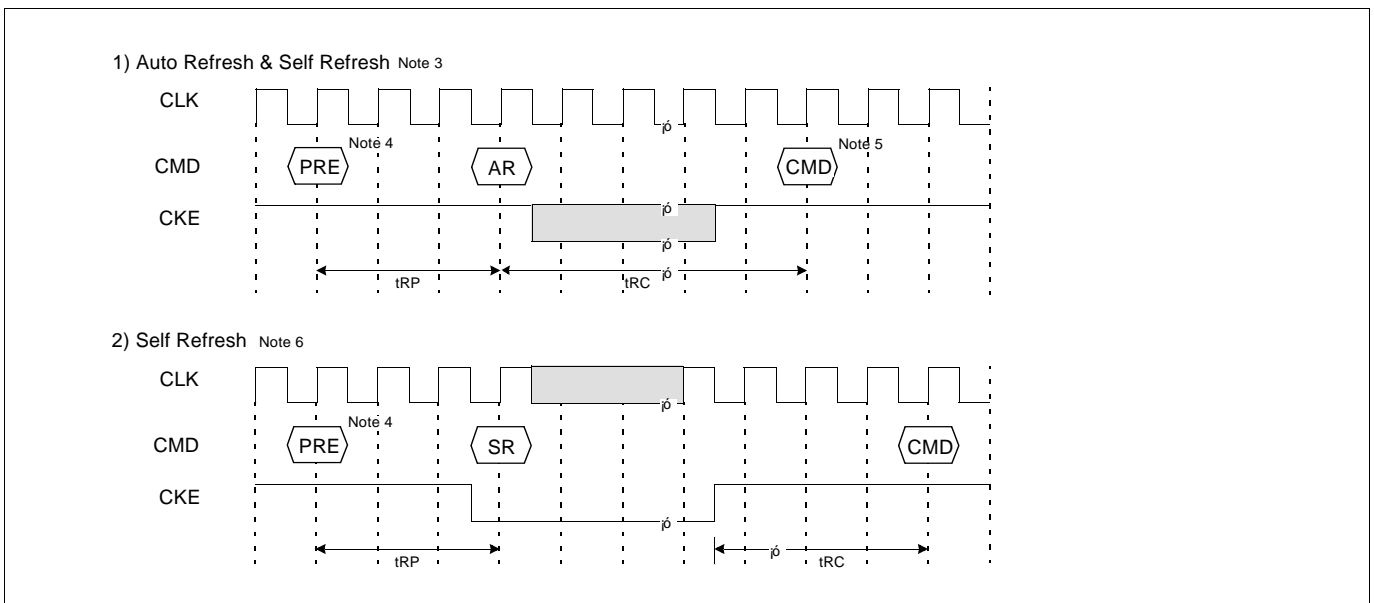 1) Auto Refresh & Self Refresh Note 3
CLK
¡ó
CMD
PRE
Note 4
AR
CMD
Note 5
CKE
¡ó
¡ó
tRP
¡ó
tRC
2) Self Refresh Note 6
CLK
¡ó
CMD
PRE
Note 4
SR
CMD
CKE
¡ó
tRP
¡ó
tRC